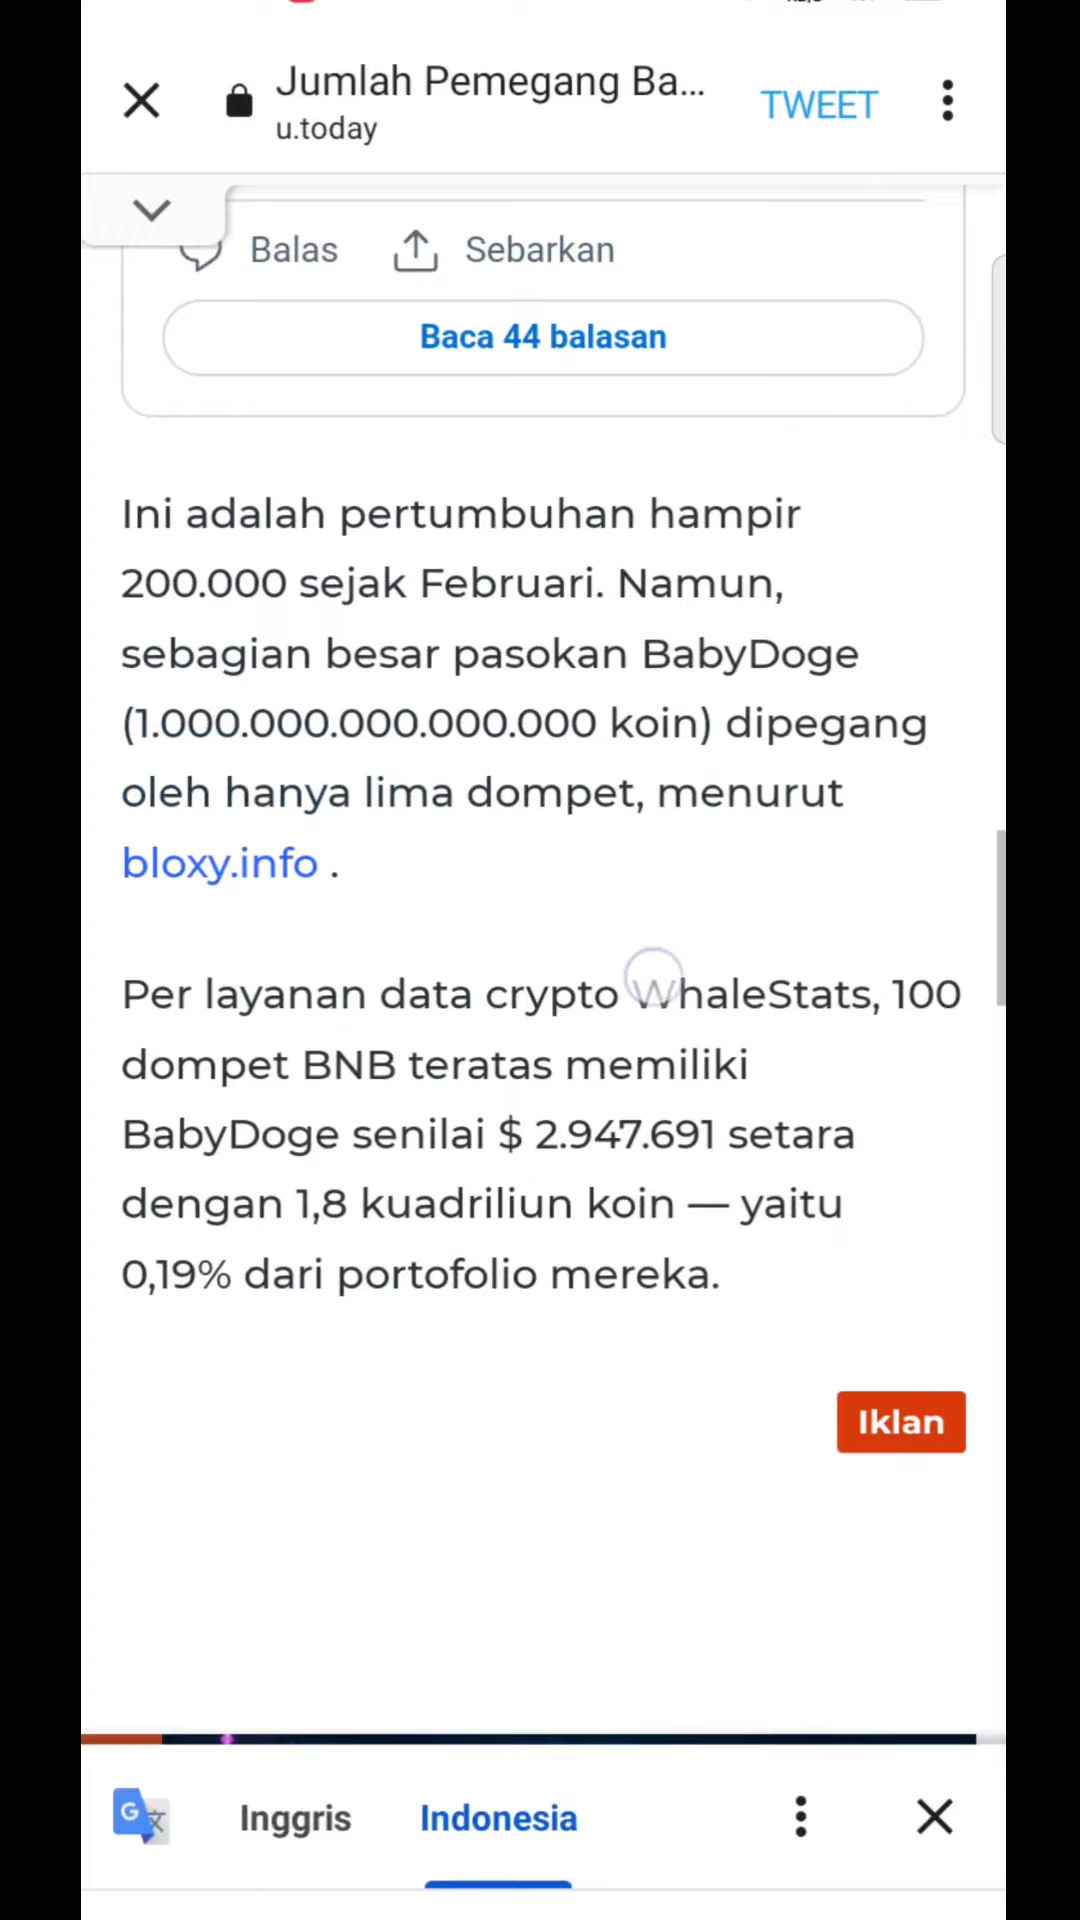 Jumlah Pemegang Ba...
u.today
TWEET
Balas
Sebarkan
Baca 44 balasan
Ini adalah pertumbuhan hampir
200.000 sejak Februari. Namun,
sebagian besar pasokan BabyDoge
(1.000.000.000.000.000 koin) dipegang
oleh hanya lima dompet, menurut
bloxy.info .
Per layanan data crypto WhaleStats, 100
dompet BNB teratas memiliki
BabyDoge senilai $ 2.947.691 setara
dengan 1,8 kuadriliun koin — yaitu
0,19% dari portofolio mereka.
Iklan
G 文
Inggris
Indonesia